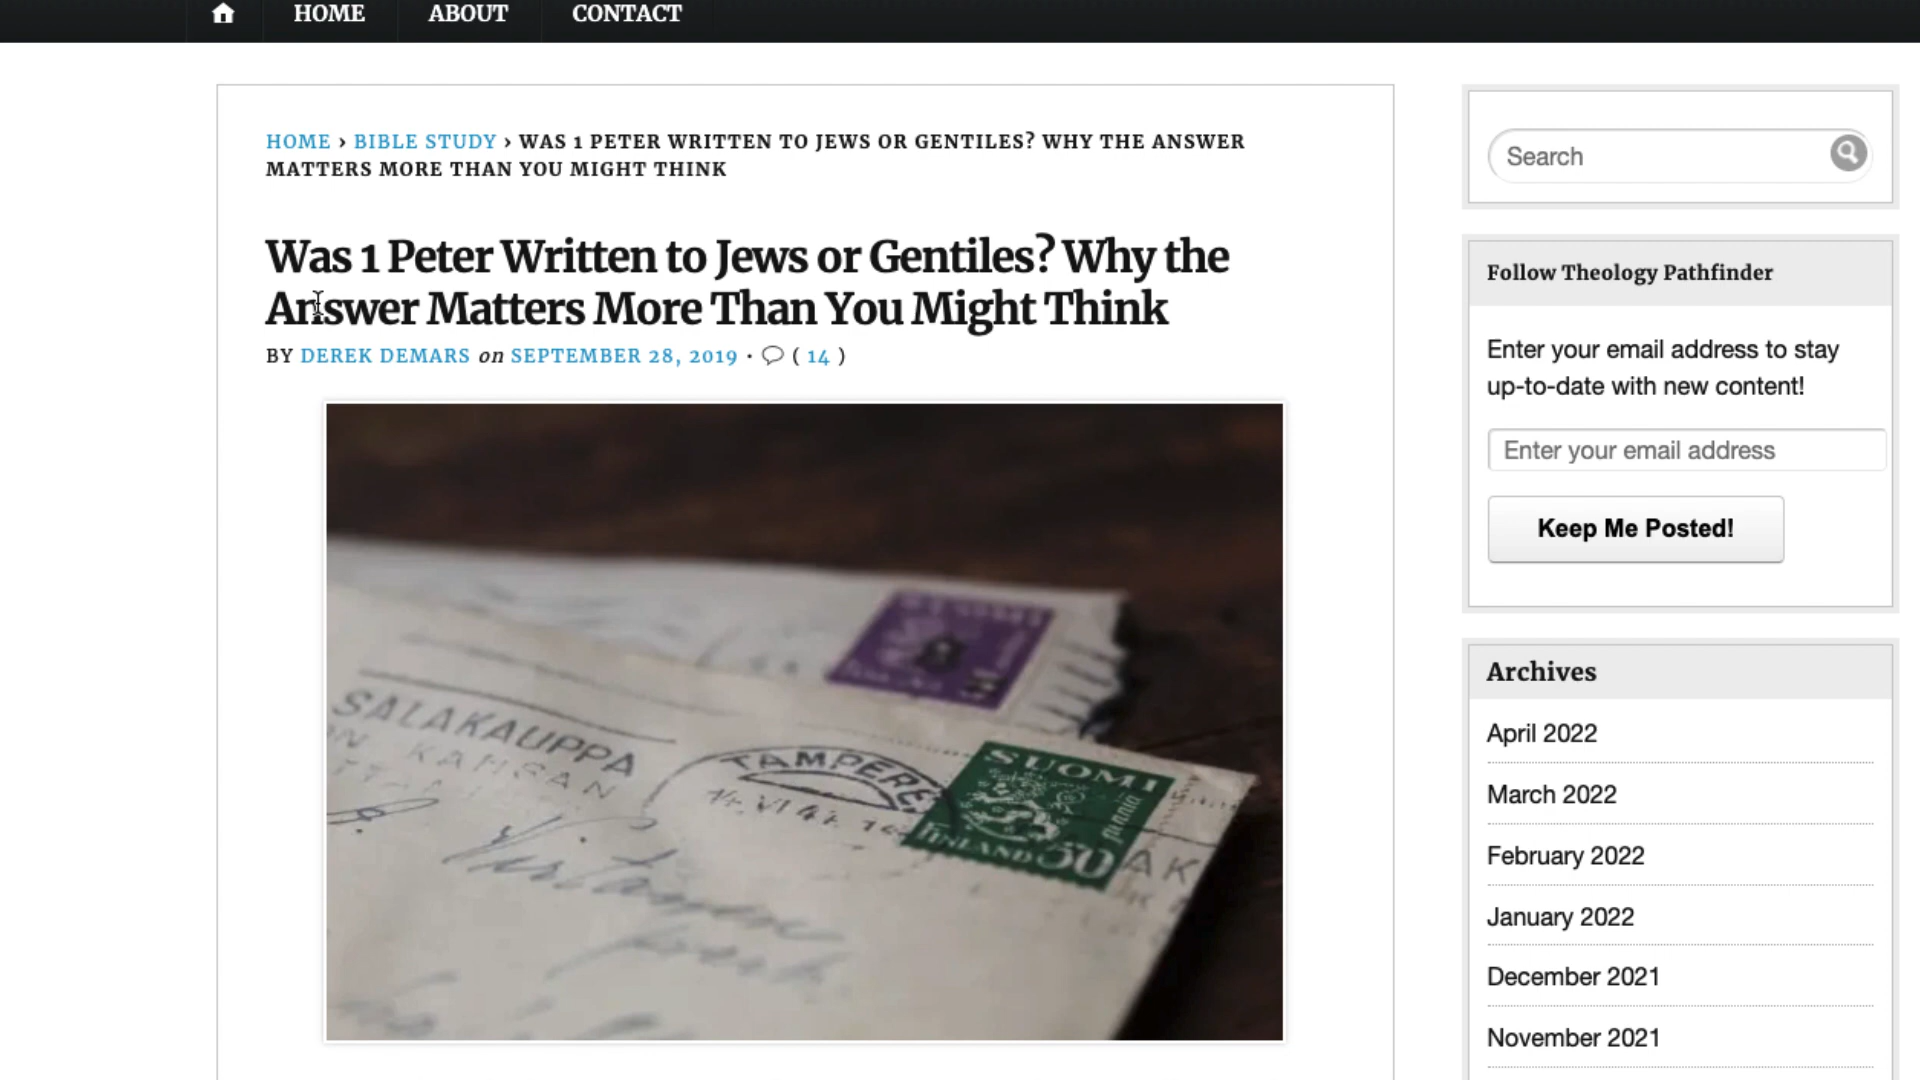 HOME ABOUT CONTACT
HOME › BIBLE STUDY › WAS 1 PETER WRITTEN TO JEWS OR GENTILES? WHY THE ANSWER
MATTERS MORE THAN YOU MIGHT THINK
Was 1 Peter Written to Jews or Gentiles? Why the
Answer Matters More Than You Might Think
BY DEREK DEMARS on SEPTEMBER 28, 2019 · ( 14 )
SALAKAUPPA
TAMPERE
SUOMI
FINLAND 50
Search
Follow Theology Pathfinder
Enter your email address to stay
up-to-date with new content!
Enter your email address
Keep Me Posted!
Archives
April 2022
March 2022
February 2022
January 2022
December 2021
November 2021